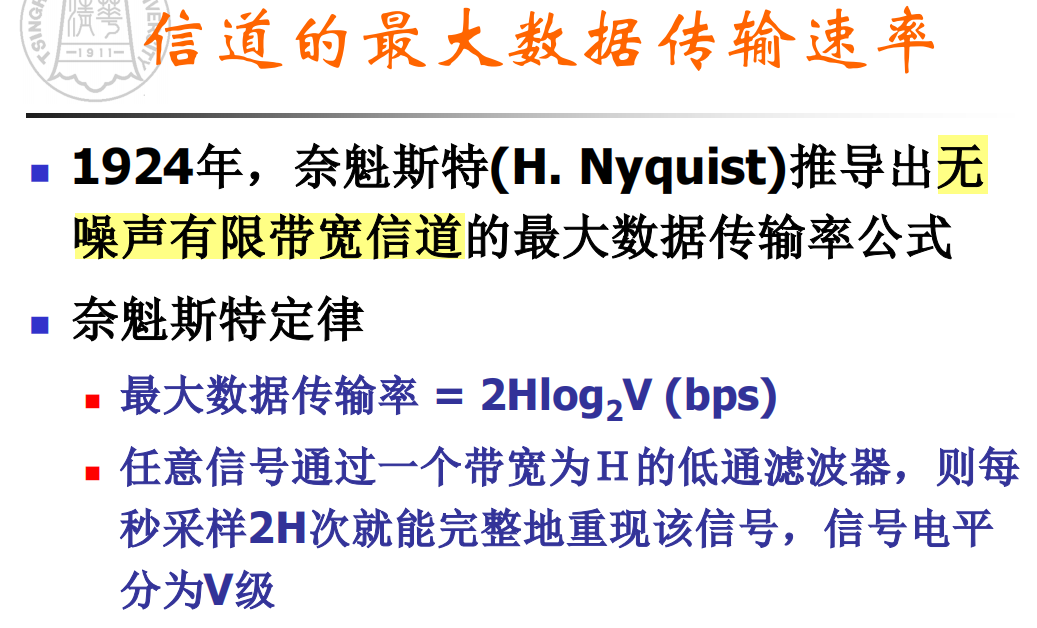 信道的最大数据传输速率
TSINGH
VERSITY
清华
-1911-
1924年，奈魁斯特(H. Nyquist)推导出无
噪声有限带宽信道的最大数据传输率公式
奈魁斯特定律
最大数据传输率 = 2Hlog₂V (bps)
任意信号通过一个带宽为Ｈ的低通滤波器，则每
秒采样2H次就能完整地重现该信号，信号电平
分为V级